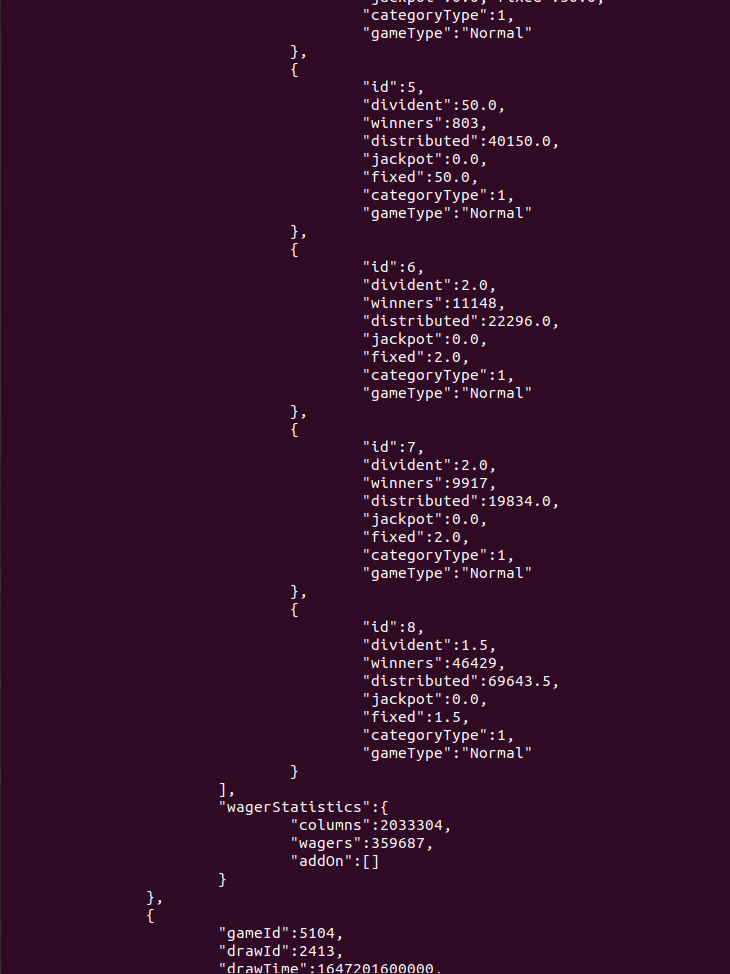 "categoryType":1,
"gameType":"Normal"
},
{
"id":5,
"divident":50.0,
"winners":803,
"distributed":40150.0,
"jackpot":0.0,
"fixed":50.0,
"categoryType":1,
"gameType":"Normal"
},
{
"id":6,
"divident":2.0,
"winners":11148,
"distributed":22296.0,
"jackpot":0.0,
"fixed":2.0,
"categoryType":1,
"gameType":"Normal"
},
{
"id":7,
"divident":2.0,
"winners":9917,
"distributed":19834.0,
"jackpot":0.0,
"fixed":2.0,
"categoryType":1,
"gameType":"Normal"
},
{
"id":8,
"divident":1.5,
"winners":46429,
"distributed":69643.5,
"jackpot":0.0,
"fixed":1.5,
"categoryType":1,
"gameType":"Normal"
}
],
"wagerStatistics":{
"columns":2033304,
"wagers":359687,
"addOn":[]
}
},
{
"gameId":5104,
"drawId":2413,
"drawTime":1647201600000,